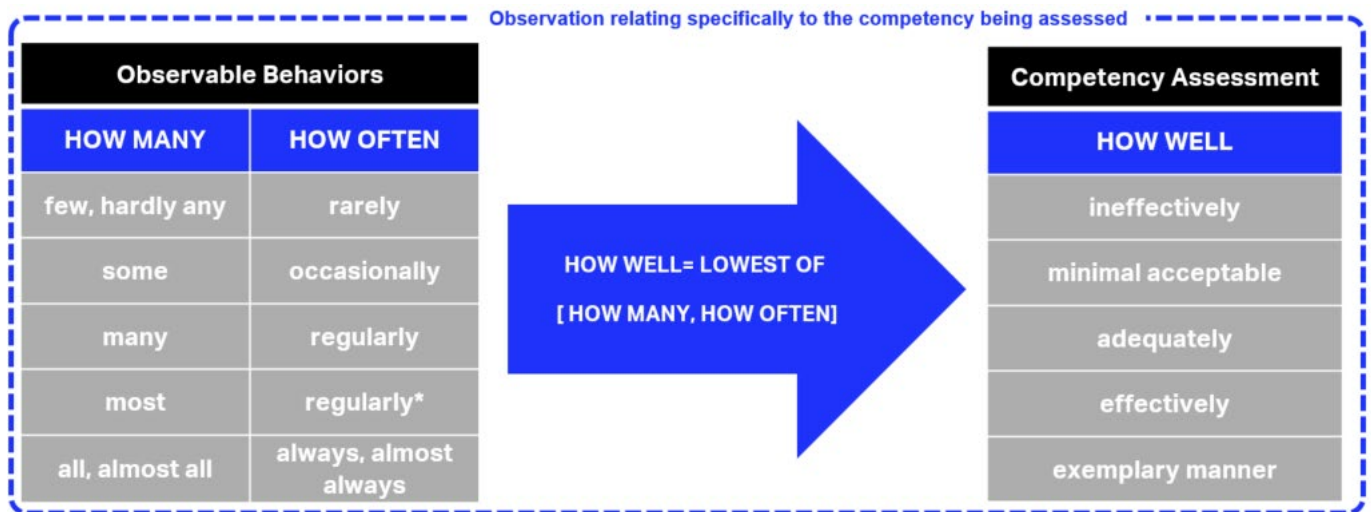 Observation relating specifically to the competency being assessed
Observable Behaviors
HOW MANY HOW OFTEN
few, hardly any rarely
some occasionally
many regularly
most regularly*
all, almost all always, almost always
HOW WELL= LOWEST OF
[ HOW MANY, HOW OFTEN]
Competency Assessment
HOW WELL
ineffectively
minimal acceptable
adequately
effectively
exemplary manner